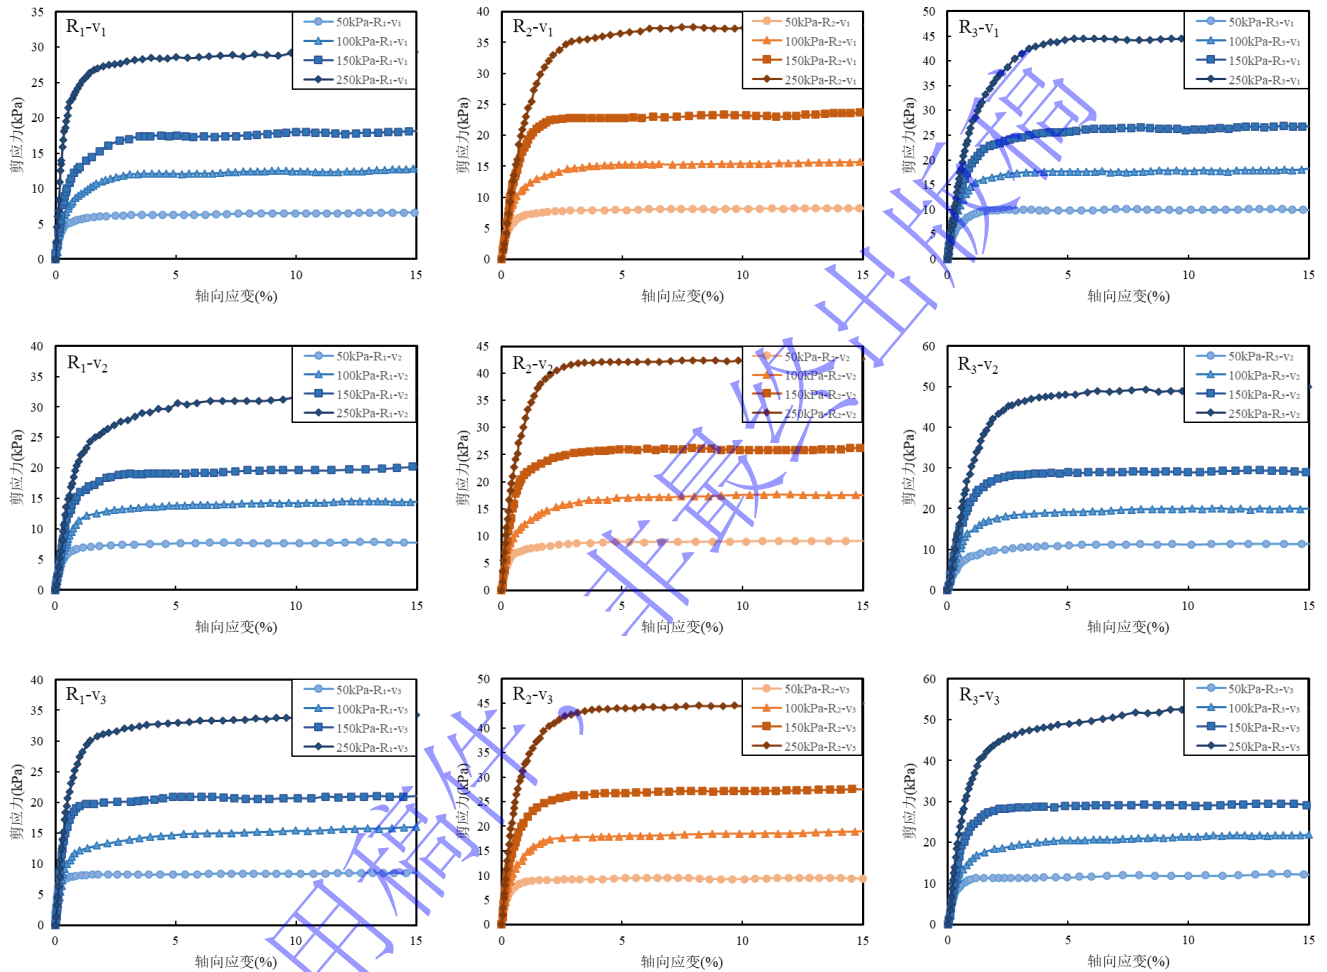 R₁-v₁
50kPa-R₁-v₁
100kPa-R₁-v₁
150kPa-R₁-v₁
250kPa-R₁-v₁
35
30
25
20
15
10
5
0
剪应力(kPa)
0 5 10 15
轴向应变(%)
R₂-v₁
50kPa-R₂-v₁
100kPa-R₂-v₁
150kPa-R₂-v₁
250kPa-R₂-v₁
40
35
30
25
20
15
10
5
0
剪应力(kPa)
0 5 10 15
轴向应变(%)
R₃-v₁
50kPa-R₃-v₁
100kPa-R₃-v₁
150kPa-R₃-v₁
250kPa-R₃-v₁
50
45
40
35
30
25
20
15
10
5
0
剪应力(kPa)
0 5 10 15
轴向应变(%)
R₁-v₂
50kPa-R₁-v₂
100kPa-R₁-v₂
150kPa-R₁-v₂
250kPa-R₁-v₂
40
35
30
25
20
15
10
5
0
剪应力(kPa)
0 5 10 15
轴向应变(%)
R₂-v₂
50kPa-R₂-v₂
100kPa-R₂-v₂
150kPa-R₂-v₂
250kPa-R₂-v₂
45
40
35
30
25
20
15
10
5
0
剪应力(kPa)
0 5 10 15
轴向应变(%)
R₃-v₂
50kPa-R₃-v₂
100kPa-R₃-v₂
150kPa-R₃-v₂
250kPa-R₃-v₂
60
50
40
30
20
10
0
剪应力(kPa)
0 5 10 15
轴向应变(%)
R₁-v₃
50kPa-R₁-v₃
100kPa-R₁-v₃
150kPa-R₁-v₃
250kPa-R₁-v₃
40
35
30
25
20
15
10
5
0
剪应力(kPa)
0 5 10 15
轴向应变(%)
R₂-v₃
50kPa-R₂-v₃
100kPa-R₂-v₃
150kPa-R₂-v₃
250kPa-R₂-v₃
50
45
40
35
30
25
20
15
10
5
0
剪应力(kPa)
0 5 10 15
轴向应变(%)
R₃-v₃
50kPa-R₃-v₃
100kPa-R₃-v₃
150kPa-R₃-v₃
250kPa-R₃-v₃
60
50
40
30
20
10
0
剪应力(kPa)
0 5 10 15
轴向应变(%)
用稿件，非最终出版稿